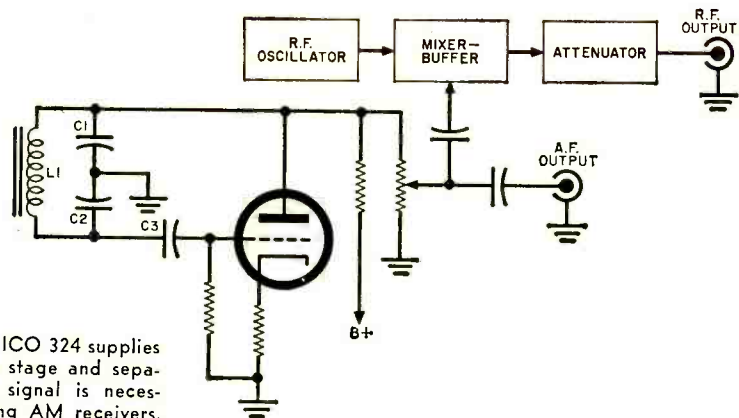 R.F.
OUTPUT
R.F.
OSCILLATOR
MIXER–
BUFFER
ATTENUATOR
C1
L1
C2
C3
A.F.
OUTPUT
B+
ICO 324 supplies
stage and sepa-
signal is neces-
ng AM receivers.